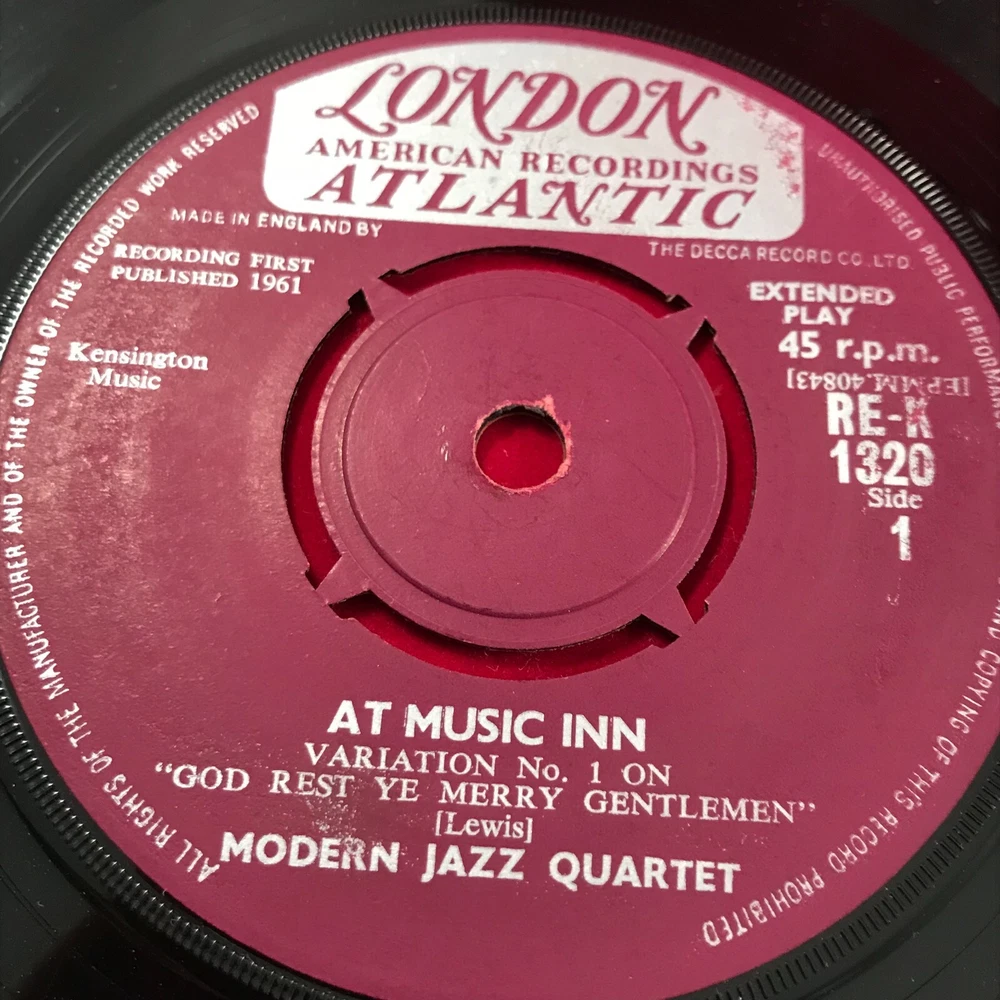 LONDON
AMERICAN RECORDINGS
ATLANTIC
MADE IN ENGLAND BY
THE DECCA RECORD CO. LTD.
RECORDING FIRST
PUBLISHED 1961
Kensington
Music
EXTENDED
PLAY
45 r.p.m.
[EP.MM.40843]
RE-K
1320
Side
1
AT MUSIC INN
VARIATION No. 1 ON
"GOD REST YE MERRY GENTLEMEN"
[Lewis]
MODERN JAZZ QUARTET
ALL RIGHTS OF THE MANUFACTURER AND OF THE OWNER OF THE RECORDED WORK RESERVED
UNAUTHORISED PUBLIC PERFORMAN
AND COPYING OF THIS RECORD PROHIBITED